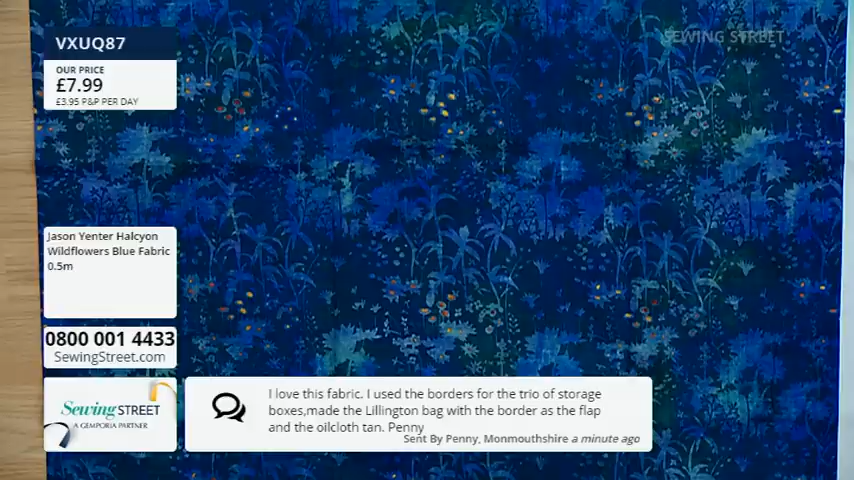 VXUQ87
SEWING STREET
OUR PRICE
£7.99
£3.95 P&P PER DAY
Jason Yenter Halcyon
Wildflowers Blue Fabric
0.5m
0800 001 4433
SewingStreet.com
Sewing STREET
A GEMPORIA PARTNER
I love this fabric. I used the borders for the trio of storage
boxes,made the Lillington bag with the border as the flap
and the oilcloth tan. Penny
Sent By Penny, Monmouthshire a minute ago